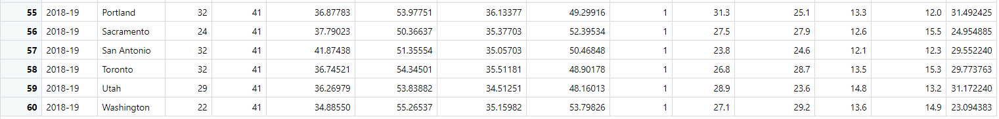 55 2018-19 Portland 32 41 36.87783 53.97751 36.13377 49.29916 1 31.3 25.1 13.3 12.0 31.492425
56 2018-19 Sacramento 24 41 37.79023 50.36637 35.37703 52.39534 1 27.5 27.9 12.6 15.5 24.954885
57 2018-19 San Antonio 32 41 41.87438 51.35554 35.05703 50.46848 1 23.8 24.6 12.1 12.3 29.552240
58 2018-19 Toronto 32 41 36.74521 54.34501 35.51181 48.90178 1 26.8 28.7 13.5 15.3 29.773763
59 2018-19 Utah 29 41 36.26979 53.83882 34.51251 48.16013 1 28.9 23.6 14.8 13.2 31.172240
60 2018-19 Washington 22 41 34.88550 55.26537 35.15982 53.79826 1 27.1 29.2 13.6 14.9 23.094383